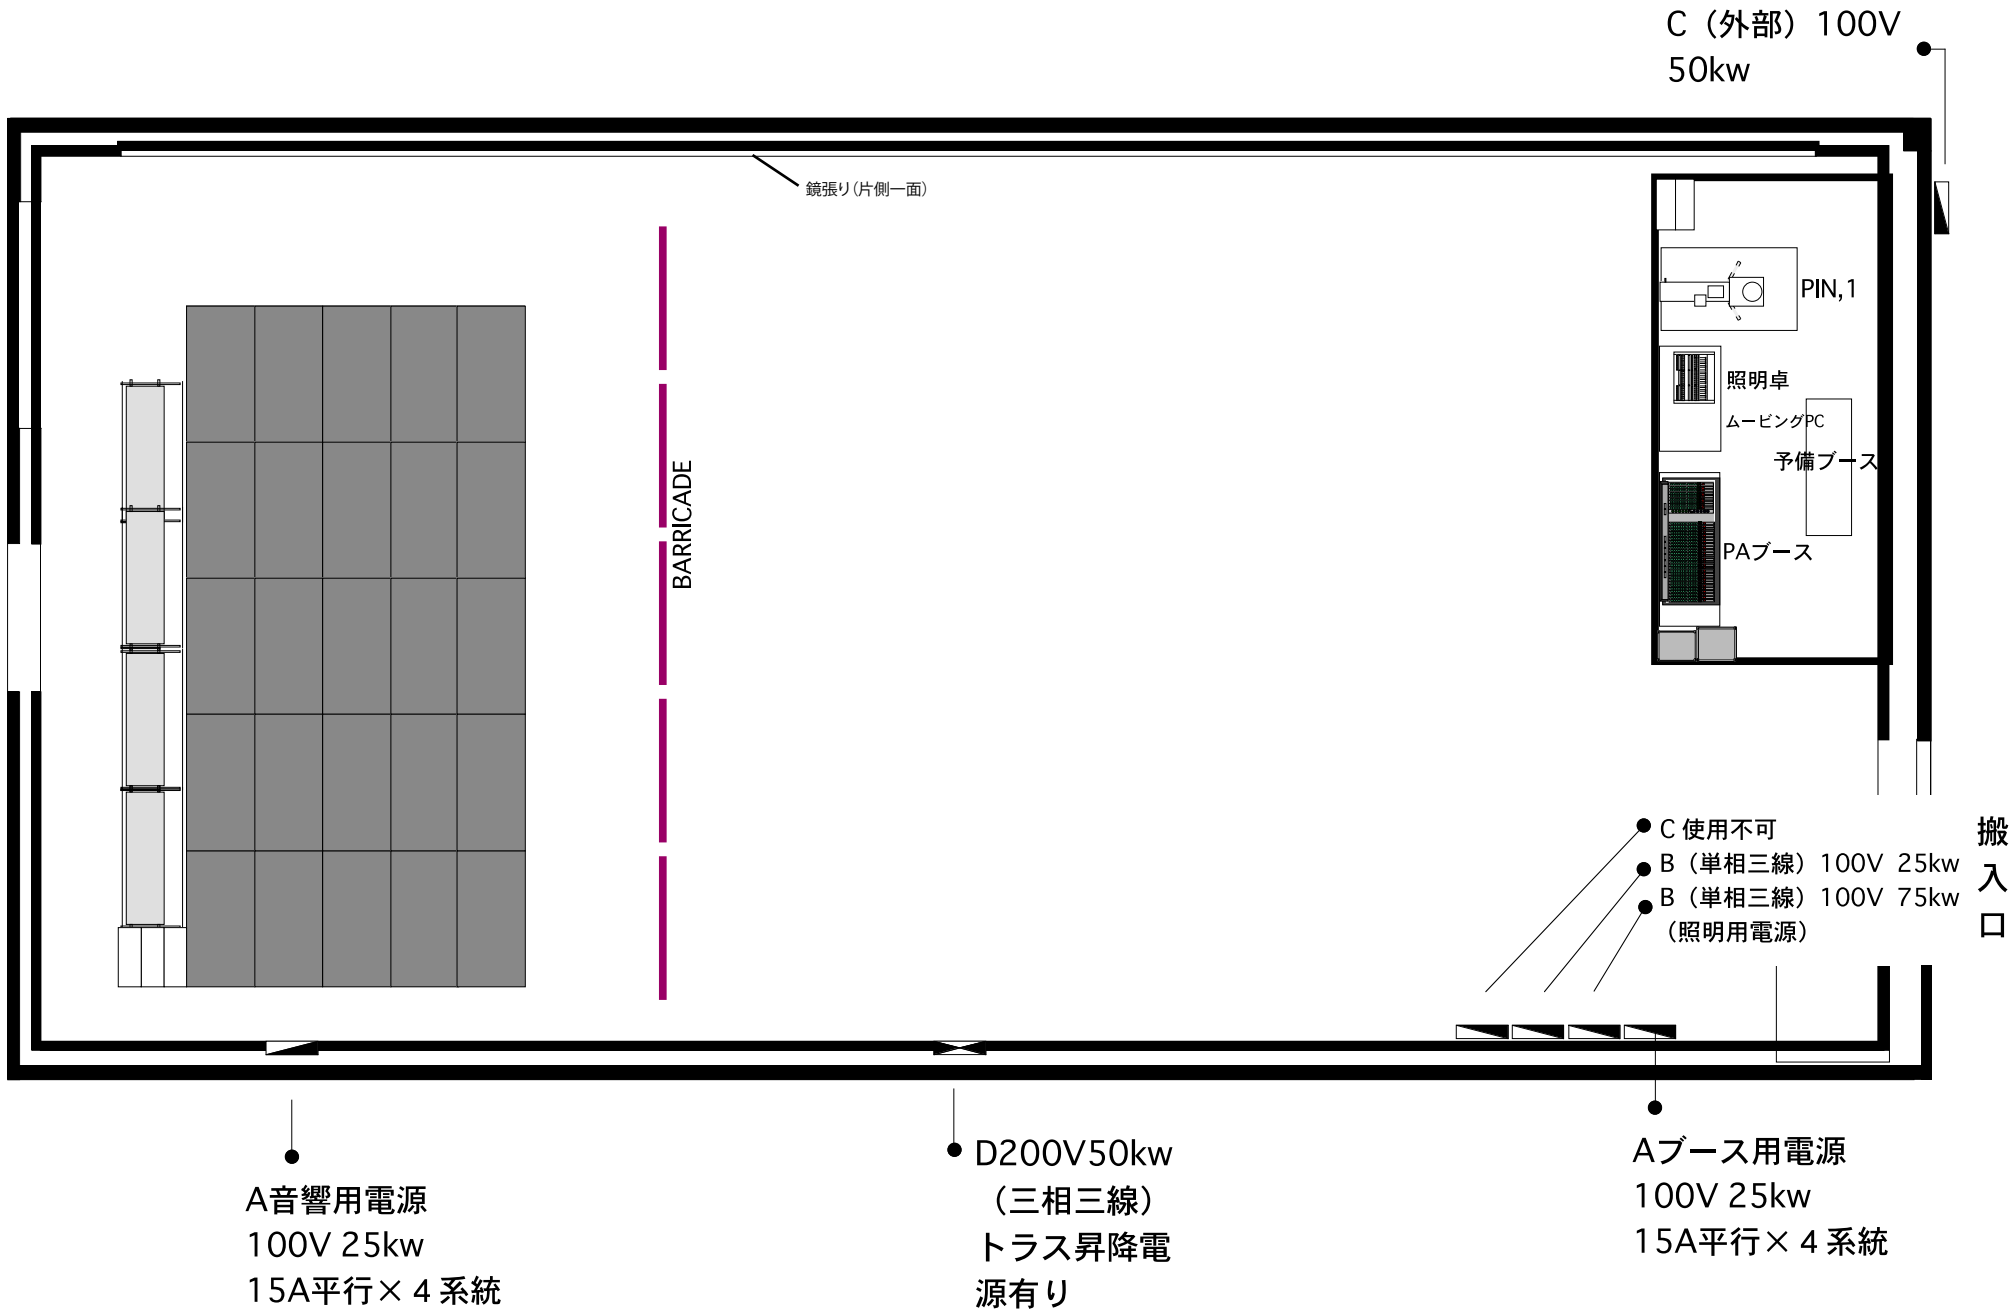 C（外部）100V
50kw
鏡張り(片側一面)
PIN,1
照明卓
ムービングPC
予備ブース
BARRICADE
PAブース
C 使用不可
B（単相三線）100V 25kw
B（単相三線）100V 75kw
（照明用電源）
搬入口
A音響用電源
100V 25kw
15A平行×４系統
D200V50kw
（三相三線）
トラス昇降電
源有り
Aブース用電源
100V 25kw
15A平行×４系統